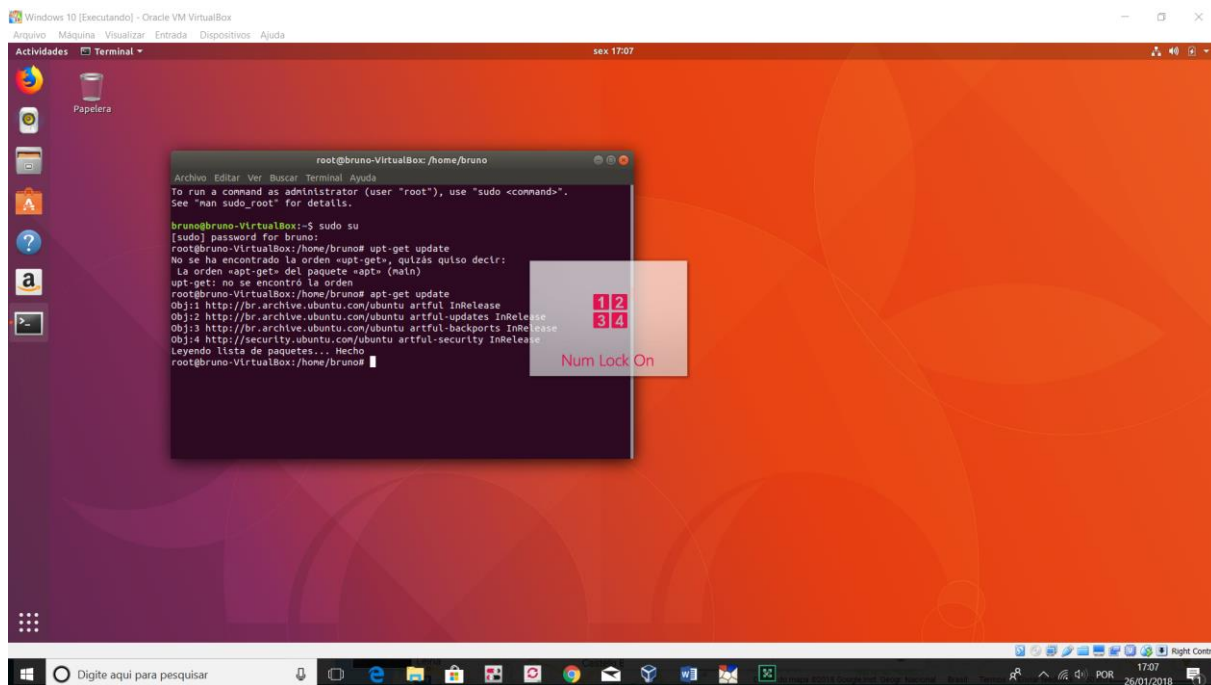 Windows 10 [Executando] - Oracle VM VirtualBox
Arquivo Máquina Visualizar Entrada Dispositivos Ajuda
Actividades Terminal sex 17:07
Papelera
root@bruno-VirtualBox: /home/bruno
Archivo Editar Ver Buscar Terminal Ayuda
To run a command as administrator (user "root"), use "sudo <command>".
See "man sudo_root" for details.
bruno@bruno-VirtualBox:~$ sudo su
[sudo] password for bruno:
root@bruno-VirtualBox:/home/bruno# upt-get update
No se ha encontrado la orden «upt-get», quizás quiso decir:
La orden «apt-get» del paquete «apt» (main)
upt-get: no se encontró la orden
root@bruno-VirtualBox:/home/bruno# apt-get update
Obj:1 http://br.archive.ubuntu.com/ubuntu artful InRelease
Obj:2 http://br.archive.ubuntu.com/ubuntu artful-updates InRelease
Obj:3 http://br.archive.ubuntu.com/ubuntu artful-backports InRelease
Obj:4 http://security.ubuntu.com/ubuntu artful-security InRelease
Leyendo lista de paquetes... Hecho
root@bruno-VirtualBox:/home/bruno#
1 2
3 4
Num Lock On
Right Contr
Digite aqui para pesquisar
POR
17:07
26/01/2018